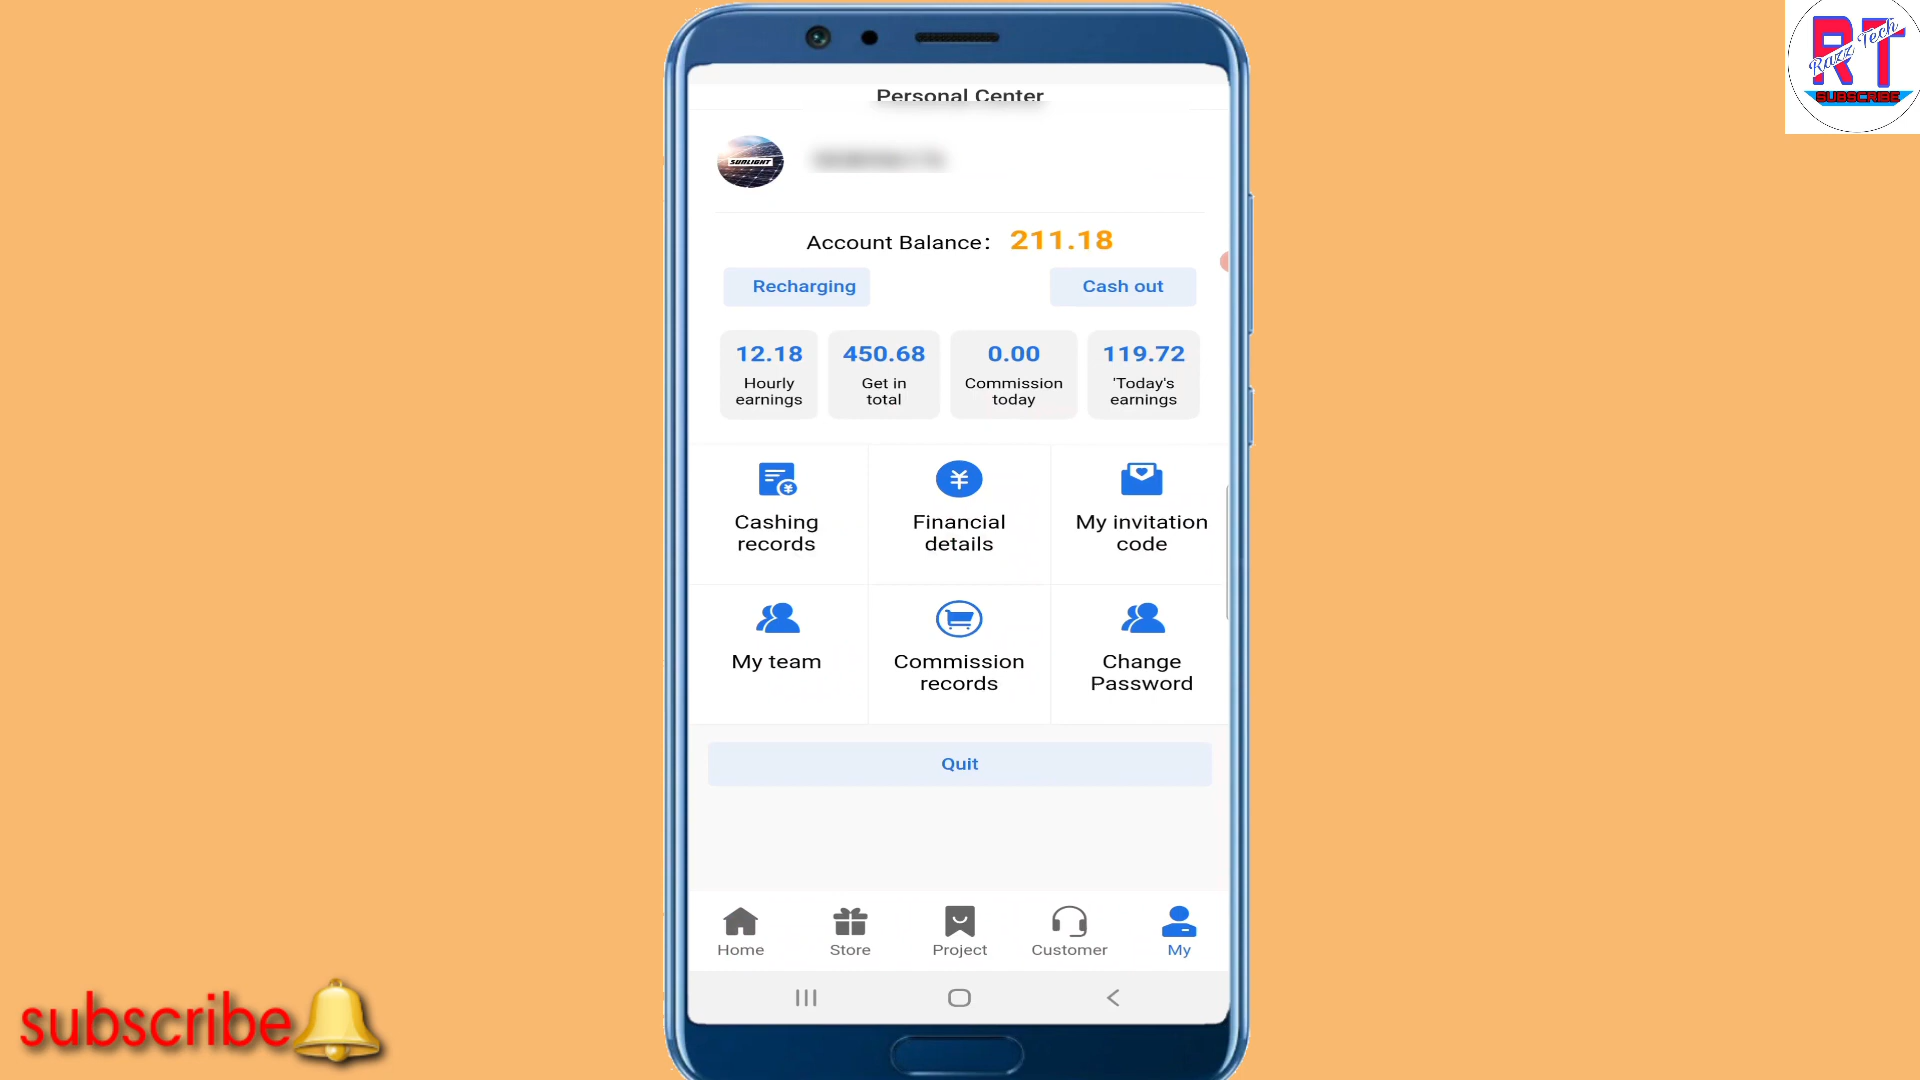 RT
Razz Tech
SUBSCRIBE
Personal Center
SUNLIGHT
Account Balance: 211.18
Recharging
Cash out
12.18
Hourly
earnings
450.68
Get in
total
0.00
Commission
today
119.72
'Today's
earnings
Cashing
records
Financial
details
My invitation
code
My team
Commission
records
Change
Password
Quit
Home
Store
Project
Customer
My
subscribe